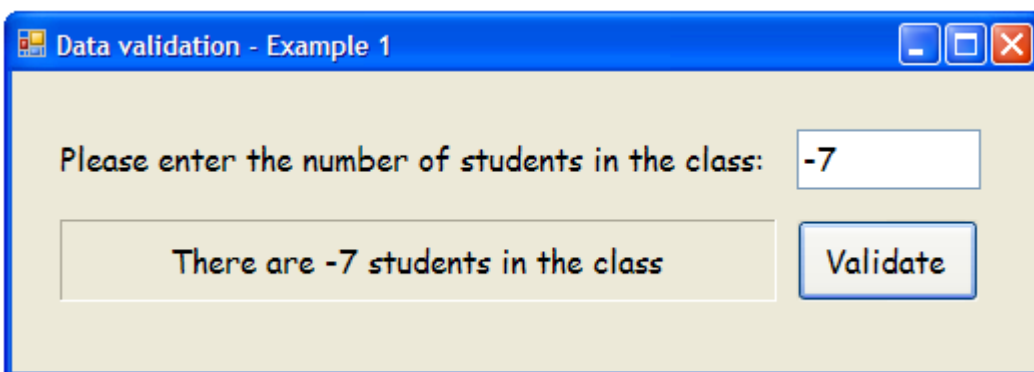 Data validation - Example 1
Please enter the number of students in the class: -7
There are -7 students in the class
Validate